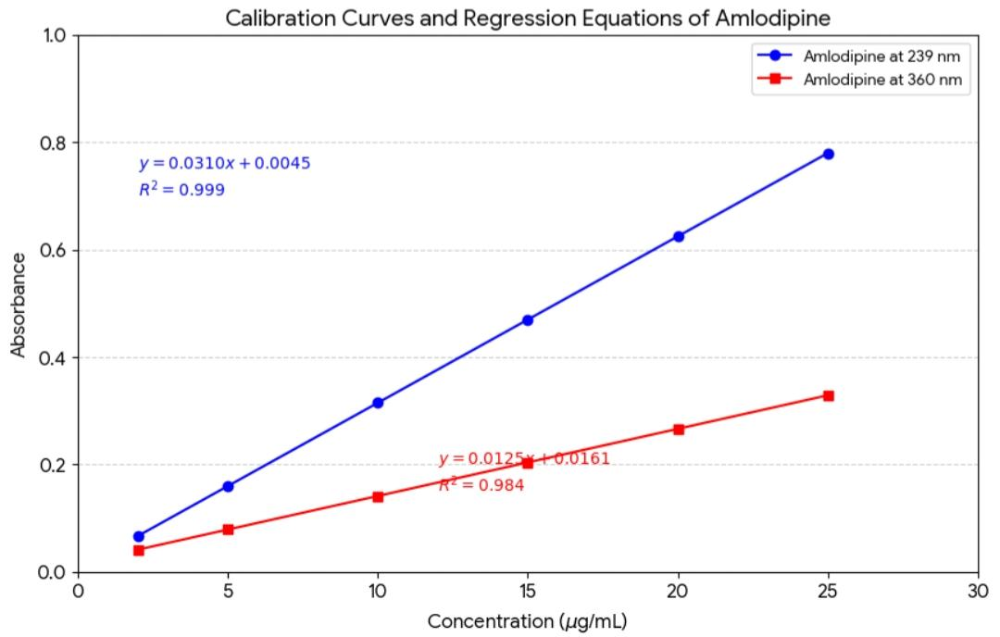 Calibration Curves and Regression Equations of Amlodipine
1.0
0.8
0.6
0.4
0.2
0.0
Absorbance
Amlodipine at 239 nm
Amlodipine at 360 nm
y = 0.0310x + 0.0045
R² = 0.999
y = 0.0125x + 0.0161
R² = 0.984
0 5 10 15 20 25 30
Concentration (μg/mL)